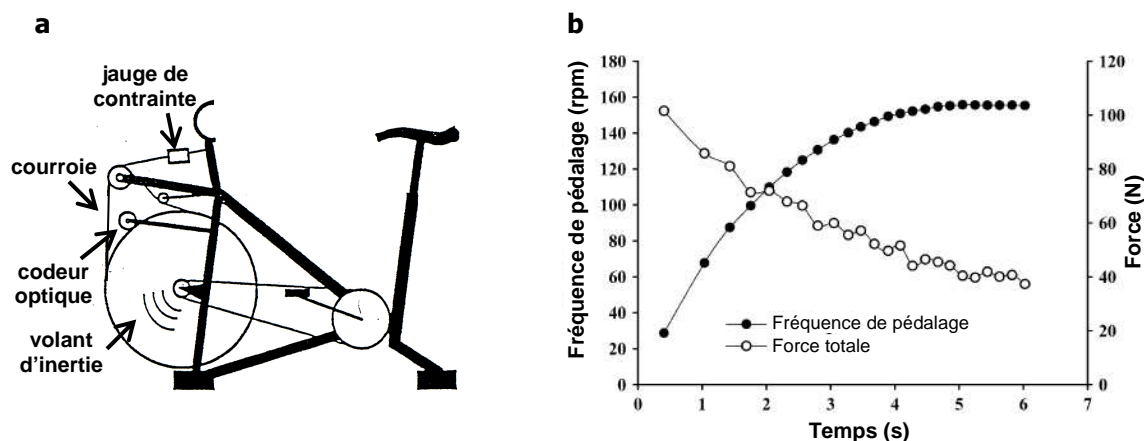 a
jauge de
contrainte
courroie
codeur
optique
volant
d'inertie
b
Fréquence de pédalage (rpm)
180
160
140
120
100
80
60
40
20
0
Fréquence de pédalage
Force totale
120
100
80
60
40
20
0
Force (N)
0 1 2 3 4 5 6 7
Temps (s)